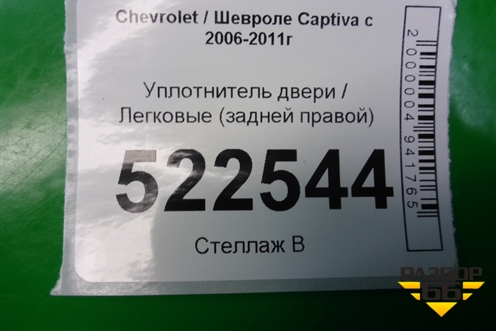 Chevrolet / Шевроле Captiva с
2006-2011г
Уплотнитель двери /
Легковые (задней правой)
522544
Стеллаж В
2000004941765
РАЗБОР
66